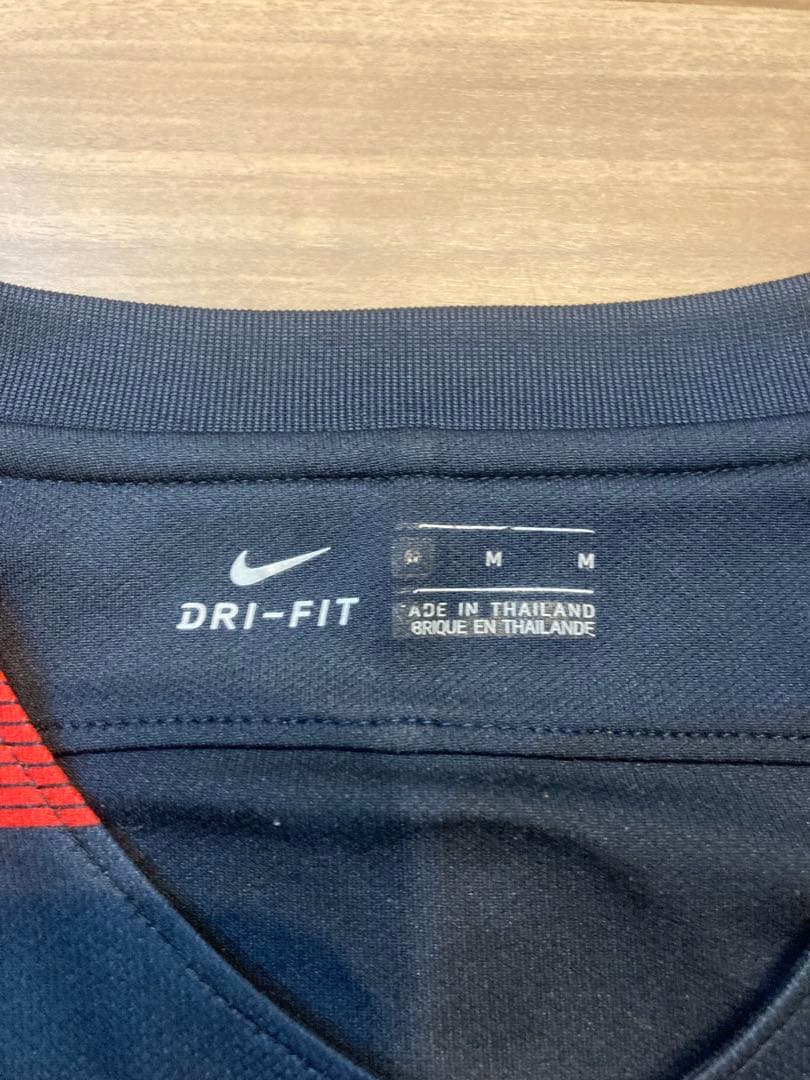 DRI-FIT
M M
ADE IN THAILAND
BRIQUE EN THAILANDE